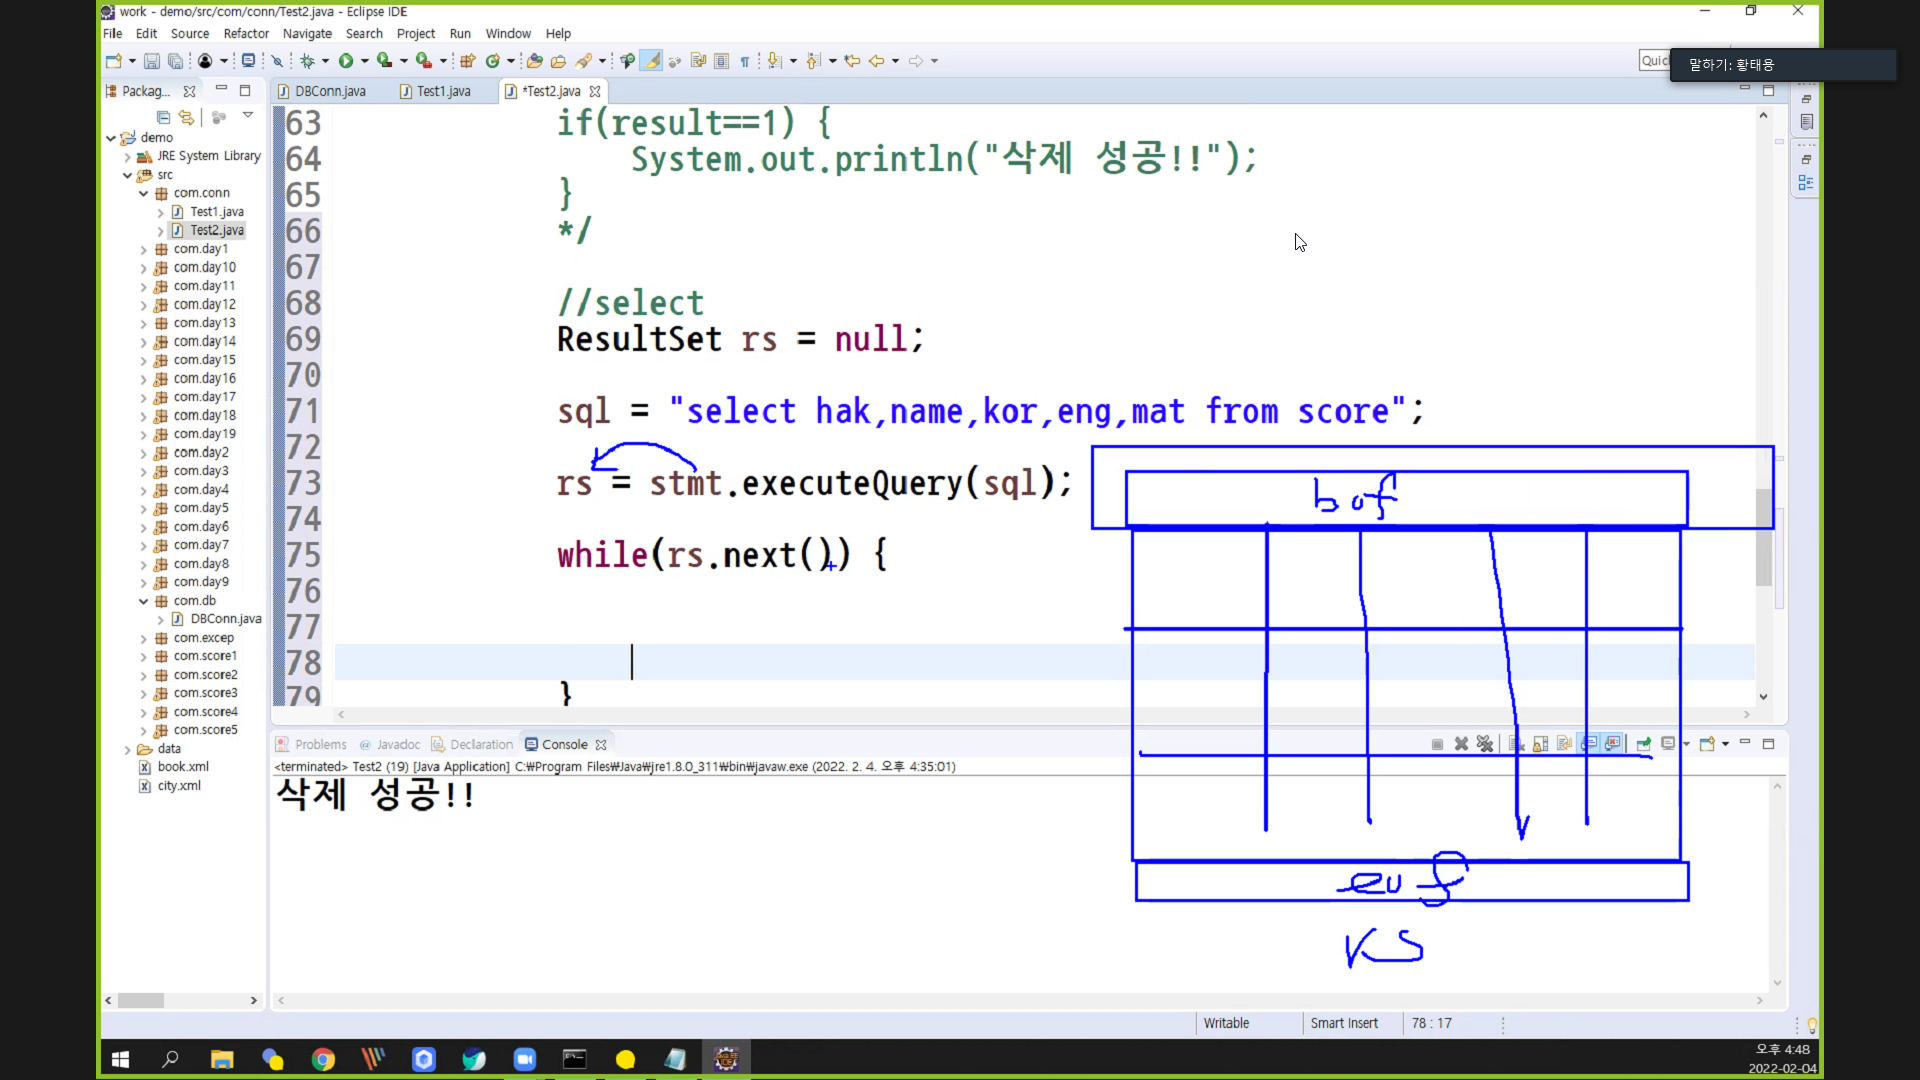 work - demo/src/com/conn/Test2.java - Eclipse IDE
File Edit Source Refactor Navigate Search Project Run Window Help
말하기: 황태용
Packag...
DBConn.java Test1.java *Test2.java
demo
JRE System Library
src
com.conn
Test1.java
Test2.java
com.day1
com.day10
com.day11
com.day12
com.day13
com.day14
com.day15
com.day16
com.day17
com.day18
com.day19
com.day2
com.day3
com.day4
com.day5
com.day6
com.day7
com.day8
com.day9
com.db
DBConn.java
com.excep
com.score1
com.score2
com.score3
com.score4
com.score5
data
book.xml
city.xml
63 if(result==1) {
64 System.out.println("삭제 성공!!");
65 }
66 */
67
68 //select
69 ResultSet rs = null;
70
71 sql = "select hak,name,kor,eng,mat from score";
72
73 rs = stmt.executeQuery(sql);
74
75 while(rs.next()) {
76
77
78
79 }
bof
eof
rs
Problems Javadoc Declaration Console
<terminated> Test2 (19) [Java Application] C:₩Program Files₩Java₩jre1.8.0_311₩bin₩javaw.exe (2022. 2. 4. 오후 4:35:01)
삭제 성공!!
Writable Smart Insert 78 : 17
오후 4:48
2022-02-04